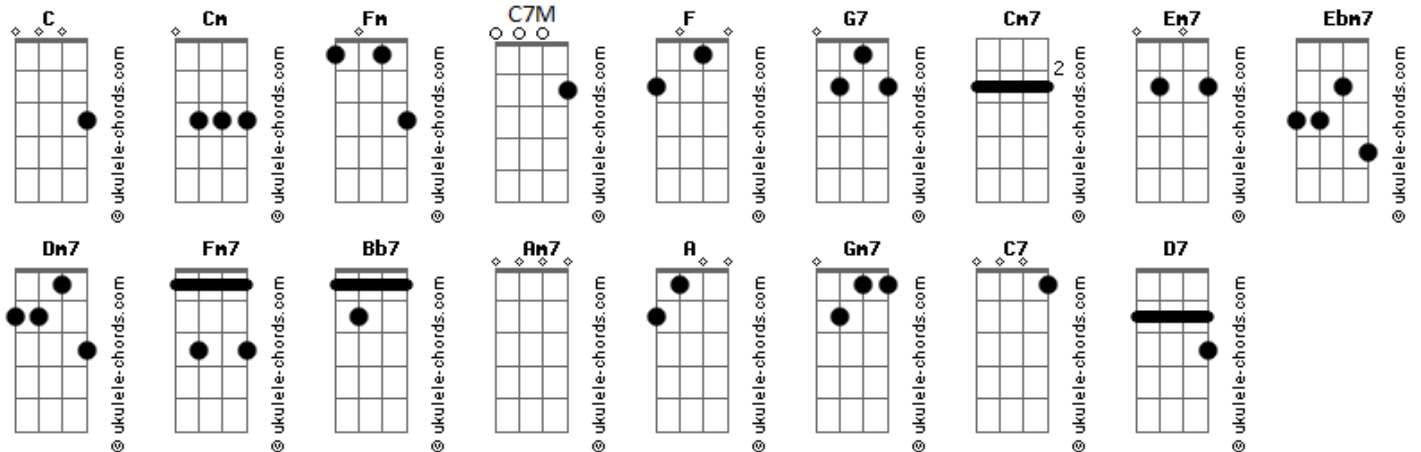 C Cm Fm C7M F G7 Cm7 Em7 Ebm7
2
© ukulele-chords.com © ukulele-chords.com © ukulele-chords.com © ukulele-chords.com © ukulele-chords.com © ukulele-chords.com © ukulele-chords.com © ukulele-chords.com © ukulele-chords.com
Dm7 Fm7 Bb7 Am7 A Gm7 C7 D7
© ukulele-chords.com © ukulele-chords.com © ukulele-chords.com © ukulele-chords.com © ukulele-chords.com © ukulele-chords.com © ukulele-chords.com © ukulele-chords.com